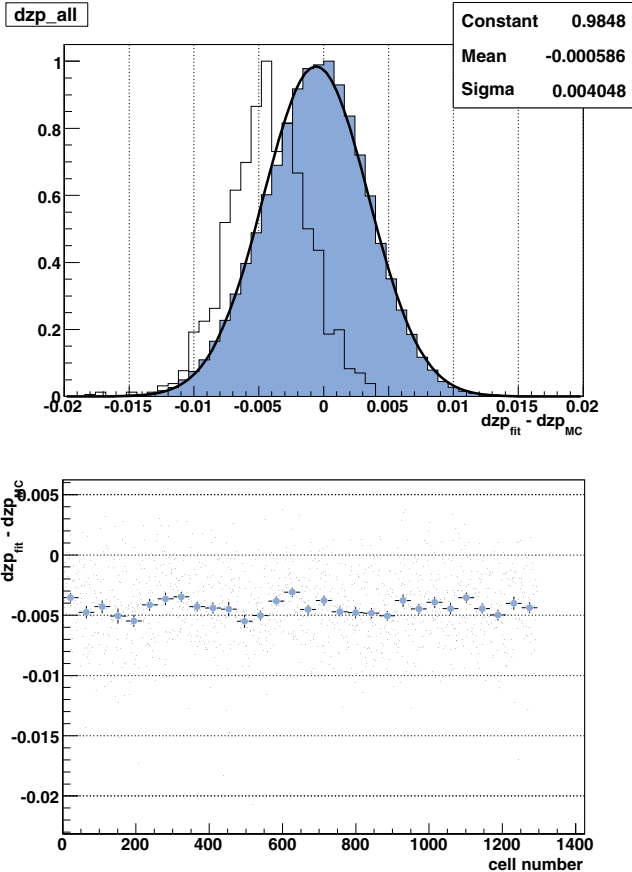 dzp_all
Constant 0.9848
Mean -0.000586
Sigma 0.004048
1
0.8
0.6
0.4
0.2
0
-0.02 -0.015 -0.01 -0.005 0 0.005 0.01 0.015 0.02
dzp_fit - dzp_MC
dzp_fit - dzp_MC
0.005
0
-0.005
-0.01
-0.015
-0.02
0 200 400 600 800 1000 1200 1400
cell number